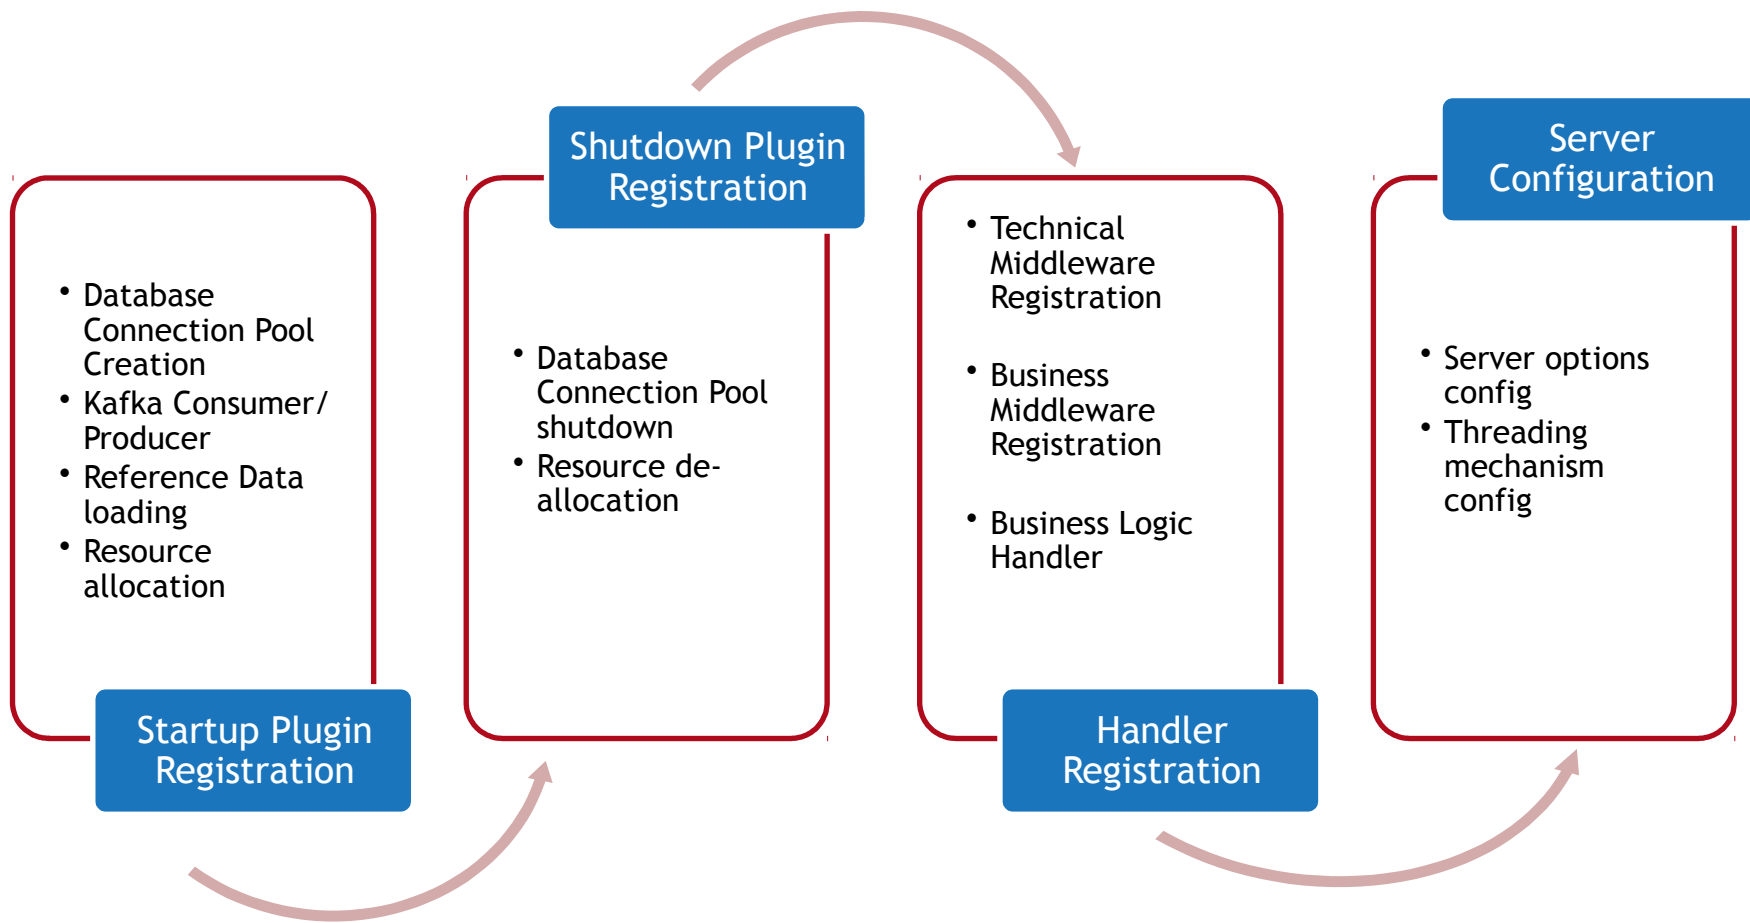 • Database
Connection Pool
Creation
• Kafka Consumer/
Producer
• Reference Data
loading
• Resource
allocation
Startup Plugin
Registration
Shutdown Plugin
Registration
• Database
Connection Pool
shutdown
• Resource de-
allocation
• Technical
Middleware
Registration
• Business
Middleware
Registration
• Business Logic
Handler
Handler
Registration
Server
Configuration
• Server options
config
• Threading
mechanism
config